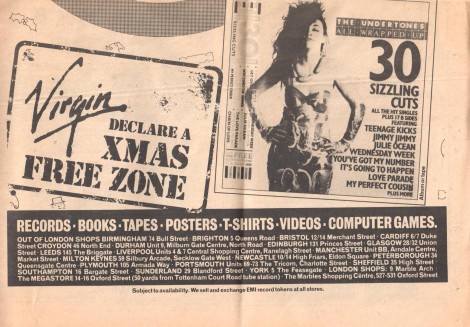 Virgin
DECLARE A
XMAS
FREE ZONE
THE UNDERTONES
ALL WRAPPED UP
30
SIZZLING
CUTS
ALL THE HIT SINGLES
PLUS 17 B SIDES
FEATURING
TEENAGE KICKS
JIMMY JIMMY
JULIE OCEAN
WEDNESDAY WEEK
YOU'VE GOT MY NUMBER
IT'S GOING TO HAPPEN
LOVE PARADE
MY PERFECT COUSIN
PLUS MORE
Album or tape
RECORDS · BOOKS · TAPES · POSTERS · T-SHIRTS · VIDEOS · COMPUTER GAMES.
OUT OF LONDON SHOPS BIRMINGHAM 74 Bull Street · BRIGHTON 5 Queens Road · BRISTOL 12/14 Merchant Street · CARDIFF 6/7 Duke
Street CROYDON 46 North End · DURHAM Unit 9, Milburn Gate Centre, North Road · EDINBURGH 131 Princes Street · GLASGOW 28/32 Union
Street · LEEDS 145 Briggate LIVERPOOL Units 4 & 7 Central Shopping Centre, Ranelagh Street · MANCHESTER Unit 88, Arndale Centre,
Market Street · MILTON KEYNES 59 Silbury Arcade, Secklow Gate West · NEWCASTLE 10/14 High Friars, Eldon Square · PETERBOROUGH 34
Queensgate Centre · PLYMOUTH 105 Armada Way · PORTSMOUTH Units 69-73 The Tricorn, Charlotte Street · SHEFFIELD 35 High Street
SOUTHAMPTON 16 Bargate Street · SUNDERLAND 29 Blandford Street · YORK 5 The Feasegate · LONDON SHOPS: 9 Marble Arch
The MEGASTORE 14-16 Oxford Street (50 yards from Tottenham Court Road tube station) · The Marbles Shopping Centre, 527-531 Oxford Street
Subject to availability. We sell and exchange EMI record tokens at all stores.